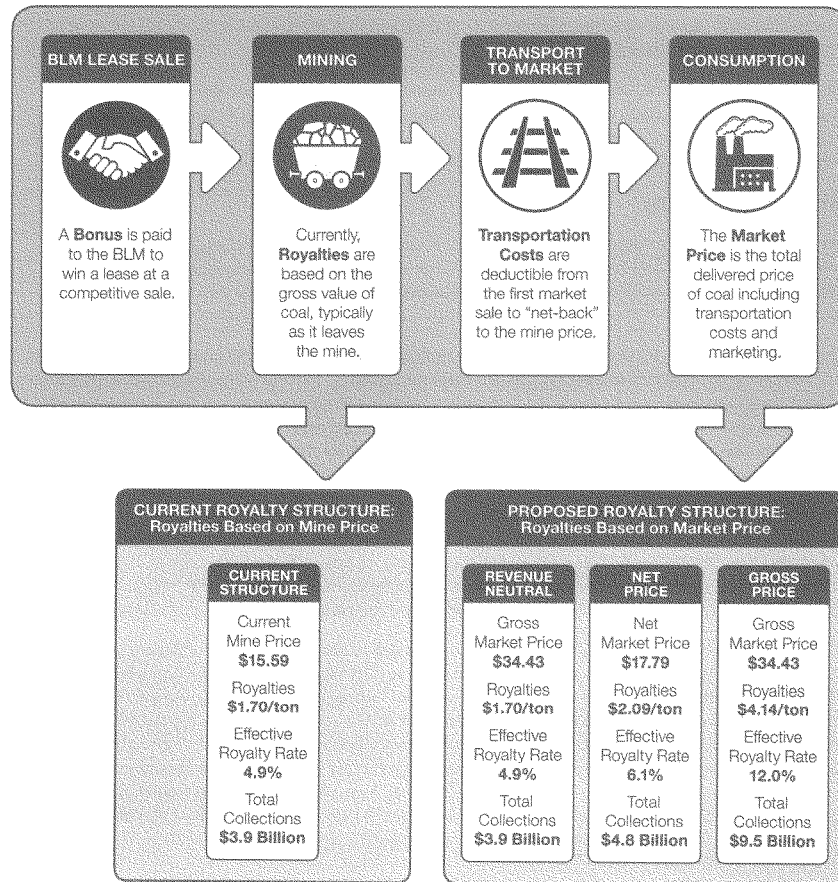 BLM LEASE SALE
A Bonus is paid
to the BLM to
win a lease at a
competitive sale.
MINING
Currently,
Royalties are
based on the
gross value of
coal, typically
as it leaves
the mine.
TRANSPORT
TO MARKET
Transportation
Costs are
deductible from
the first market
sale to “net-back”
to the mine price.
CONSUMPTION
The Market
Price is the total
delivered price
of coal including
transportation
costs and
marketing.
CURRENT ROYALTY STRUCTURE:
Royalties Based on Mine Price
CURRENT
STRUCTURE
Current
Mine Price
$15.59
Royalties
$1.70/ton
Effective
Royalty Rate
4.9%
Total
Collections
$3.9 Billion
PROPOSED ROYALTY STRUCTURE:
Royalties Based on Market Price
REVENUE
NEUTRAL
Gross
Market Price
$34.43
Royalties
$1.70/ton
Effective
Royalty Rate
4.9%
Total
Collections
$3.9 Billion
NET
PRICE
Net
Market Price
$17.79
Royalties
$2.09/ton
Effective
Royalty Rate
6.1%
Total
Collections
$4.8 Billion
GROSS
PRICE
Gross
Market Price
$34.43
Royalties
$4.14/ton
Effective
Royalty Rate
12.0%
Total
Collections
$9.5 Billion